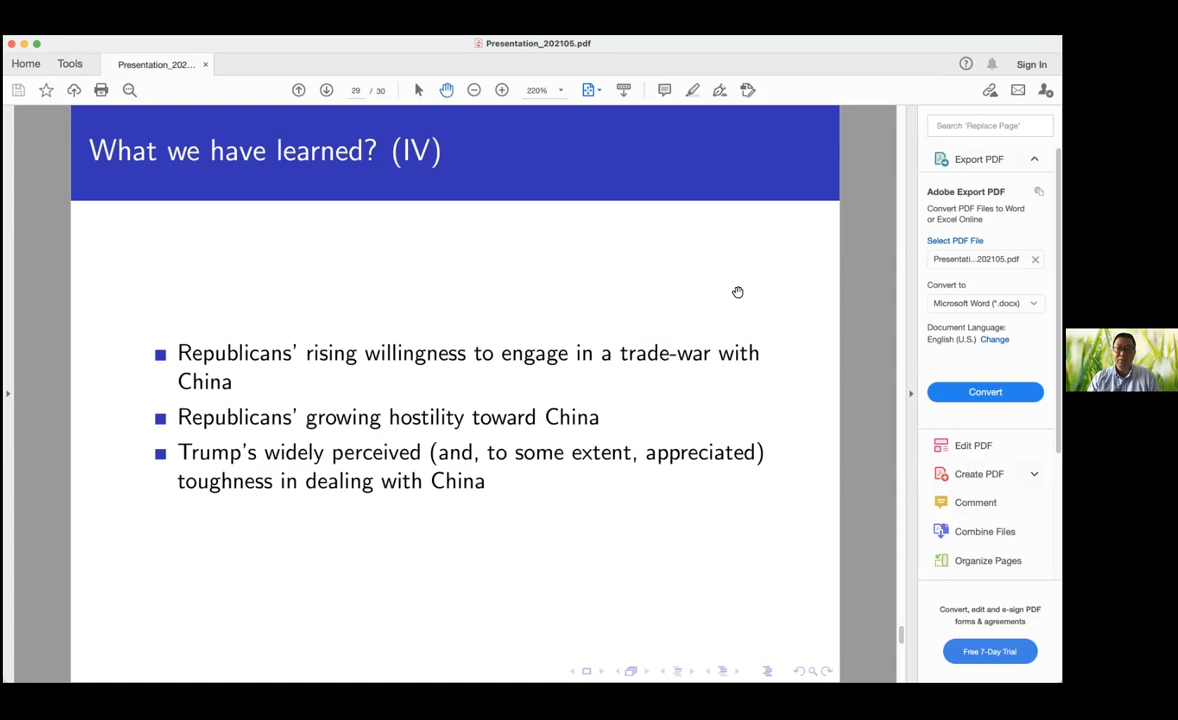 Presentation_202105.pdf
Home
Tools
Presentation_202... ×
29 / 30
220%
Sign In
What we have learned? (IV)
Republicans' rising willingness to engage in a trade-war with
China
Republicans' growing hostility toward China
Trump's widely perceived (and, to some extent, appreciated)
toughness in dealing with China
Search 'Replace Page'
Export PDF
Adobe Export PDF
Convert PDF Files to Word
or Excel Online
Select PDF File
Presentati...202105.pdf
Convert to
Microsoft Word (*.docx)
Document Language:
English (U.S.) Change
Convert
Edit PDF
Create PDF
Comment
Combine Files
Organize Pages
Convert, edit and e-sign PDF
forms & agreements
Free 7-Day Trial